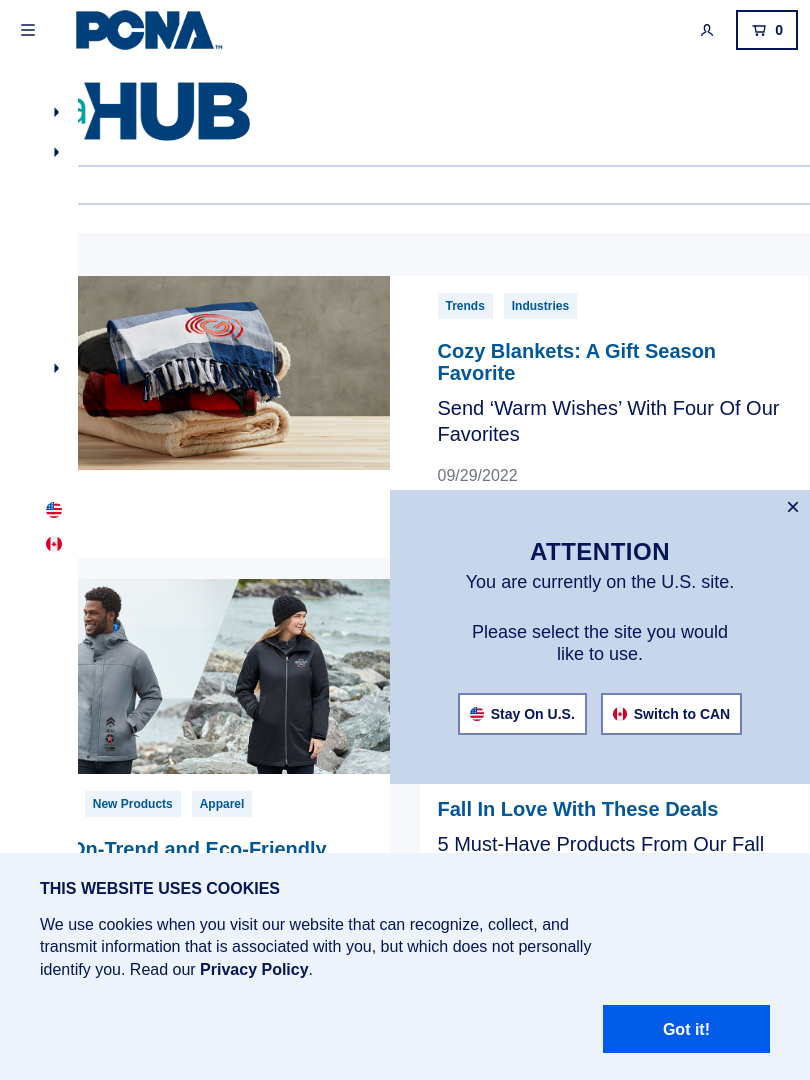 PCNA™
0
HUB
Trends
Industries
Cozy Blankets: A Gift Season
Favorite
Send ‘Warm Wishes’ With Four Of Our
Favorites
09/29/2022
ATTENTION
You are currently on the U.S. site.
Please select the site you would
like to use.
Stay On U.S.
Switch to CAN
New Products
Apparel
On-Trend and Eco-Friendly
Fall In Love With These Deals
5 Must-Have Products From Our Fall
THIS WEBSITE USES COOKIES
We use cookies when you visit our website that can recognize, collect, and
transmit information that is associated with you, but which does not personally
identify you. Read our Privacy Policy.
Got it!